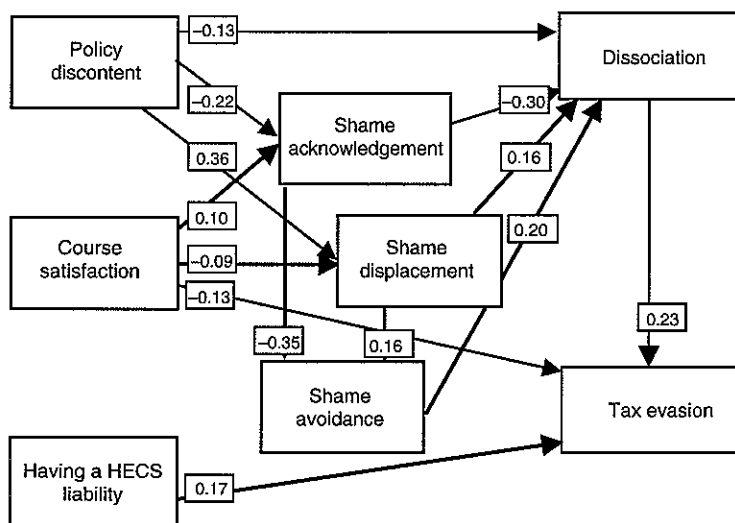 −0.13
Policy
discontent
Dissociation
−0.22
−0.30
Shame
acknowledgement
0.36
0.16
0.10
Course
satisfaction
Shame
displacement
0.20
−0.09
−0.13
−0.35
0.16
0.23
Shame
avoidance
Tax evasion
Having a HECS
liability
0.17